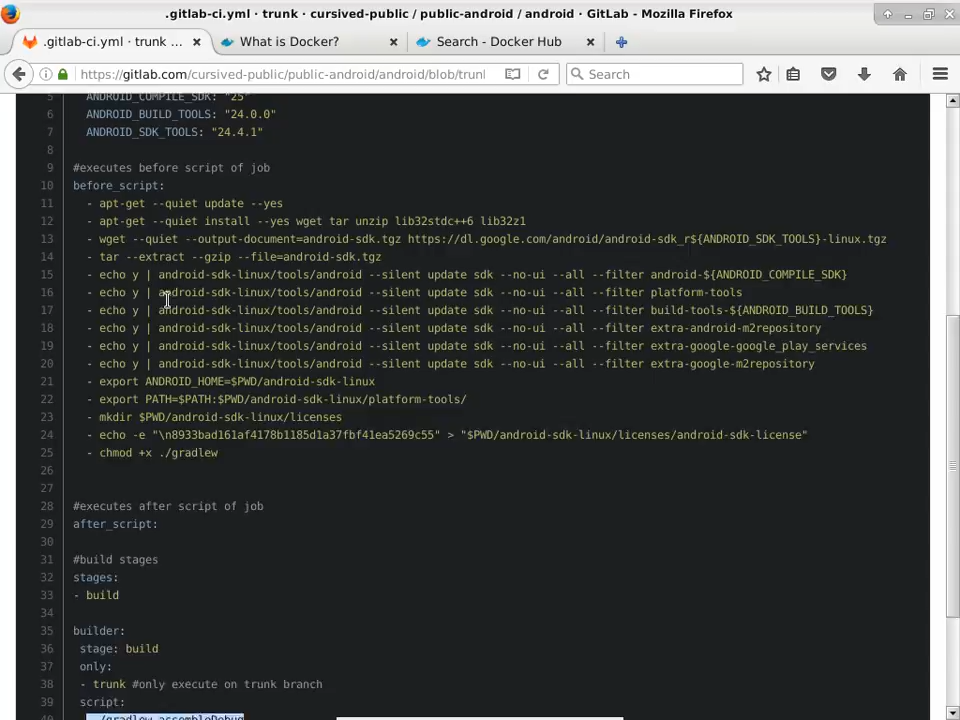 .gitlab-ci.yml · trunk · cursived-public / public-android / android · GitLab - Mozilla Firefox
.gitlab-ci.yml · trunk ...
What is Docker?
Search - Docker Hub
https://gitlab.com/cursived-public/public-android/android/blob/trunk
Search
5 ANDROID_COMPILE_SDK: "25"
6 ANDROID_BUILD_TOOLS: "24.0.0"
7 ANDROID_SDK_TOOLS: "24.4.1"
8
9 #executes before script of job
10 before_script:
11 - apt-get --quiet update --yes
12 - apt-get --quiet install --yes wget tar unzip lib32stdc++6 lib32z1
13 - wget --quiet --output-document=android-sdk.tgz https://dl.google.com/android/android-sdk_r${ANDROID_SDK_TOOLS}-linux.tgz
14 - tar --extract --gzip --file=android-sdk.tgz
15 - echo y | android-sdk-linux/tools/android --silent update sdk --no-ui --all --filter android-${ANDROID_COMPILE_SDK}
16 - echo y | android-sdk-linux/tools/android --silent update sdk --no-ui --all --filter platform-tools
17 - echo y | android-sdk-linux/tools/android --silent update sdk --no-ui --all --filter build-tools-${ANDROID_BUILD_TOOLS}
18 - echo y | android-sdk-linux/tools/android --silent update sdk --no-ui --all --filter extra-android-m2repository
19 - echo y | android-sdk-linux/tools/android --silent update sdk --no-ui --all --filter extra-google-google_play_services
20 - echo y | android-sdk-linux/tools/android --silent update sdk --no-ui --all --filter extra-google-m2repository
21 - export ANDROID_HOME=$PWD/android-sdk-linux
22 - export PATH=$PATH:$PWD/android-sdk-linux/platform-tools/
23 - mkdir $PWD/android-sdk-linux/licenses
24 - echo -e "\n8933bad161af4178b1185d1a37fbf41ea5269c55" > "$PWD/android-sdk-linux/licenses/android-sdk-license"
25 - chmod +x ./gradlew
26
27
28 #executes after script of job
29 after_script:
30
31 #build stages
32 stages:
33 - build
34
35 builder:
36 stage: build
37 only:
38 - trunk #only execute on trunk branch
39 script:
40 - ./gradlew assembleDebug